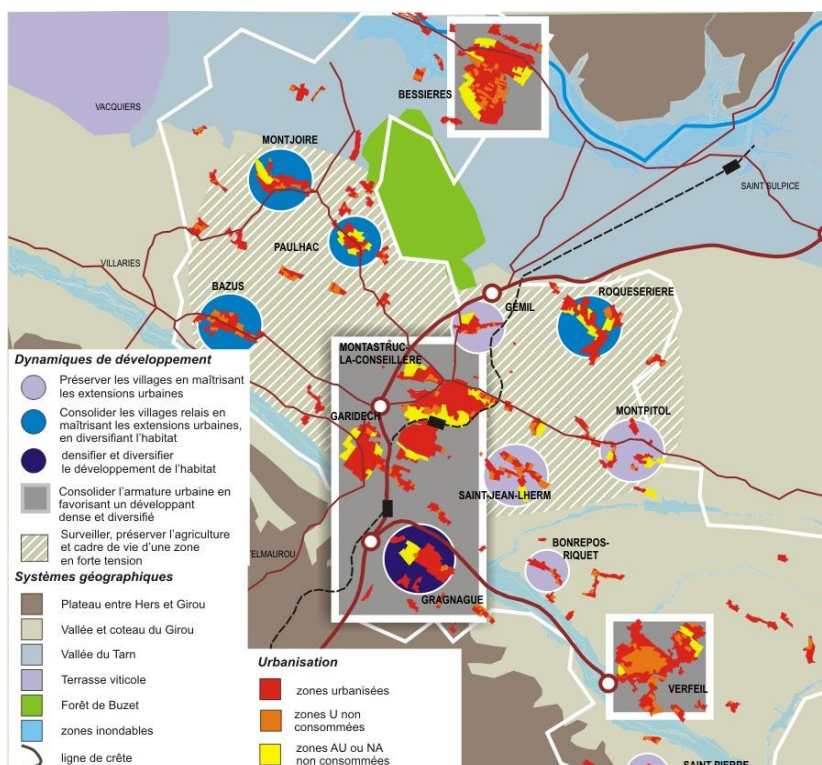 BESSIERES
VACQUIERS
MONTJOIRE
SAINT SULPICE
PAULHAC
VILLARIES
BAZUS
GÉMIL
ROQUESERIERE
MONTASTRUC-
LA-CONSEILLERE
GARIDECH
MONTPITOL
SAINT-JEAN-LHERM
TELMAUROU
BONREPOS-
RIQUET
GRAGNAGUE
VERFEIL
SAINT PIERRE
Dynamiques de développement
Préserver les villages en maîtrisant
les extensions urbaines
Consolider les villages relais en
maîtrisant les extensions urbaines,
en diversifiant l'habitat
densifier et diversifier
le développement de l'habitat
Consolider l'armature urbaine en
favorisant un développant
dense et diversifié
Surveiller, préserver l'agriculture
et cadre de vie d'une zone
en forte tension
Systèmes géographiques
Plateau entre Hers et Girou
Vallée et coteau du Girou
Vallée du Tarn
Terrasse viticole
Forêt de Buzet
zones inondables
ligne de crête
Urbanisation
zones urbanisées
zones U non
consommées
zones AU ou NA
non consommées